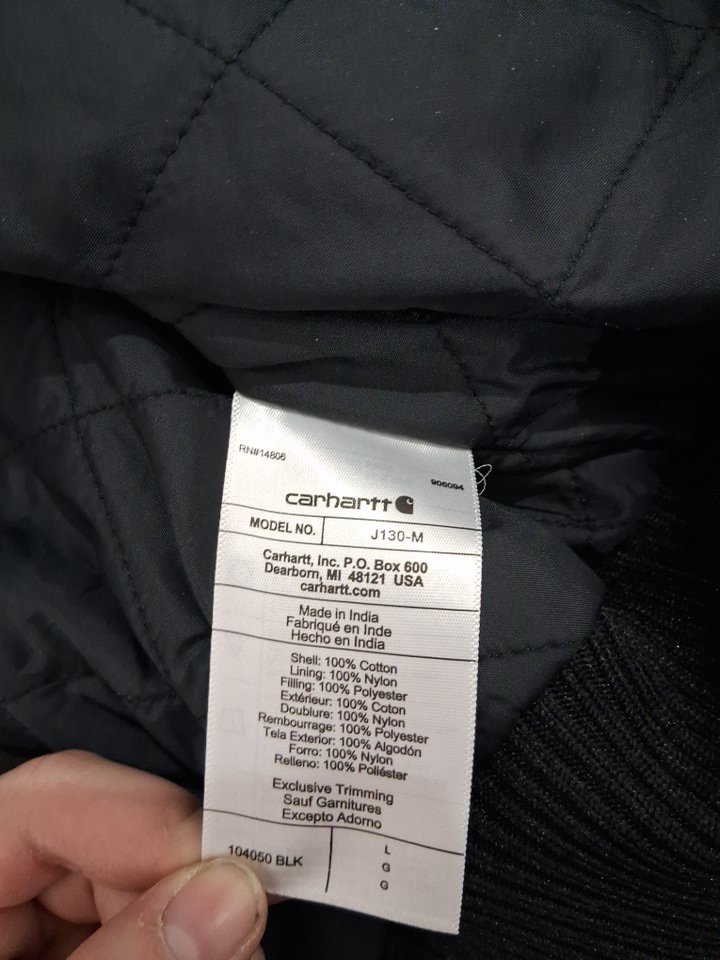 RN#14806
906094
carhartt
MODEL NO. J130-M
Carhartt, Inc. P.O. Box 600
Dearborn, MI 48121 USA
carhartt.com
Made in India
Fabriqué en Inde
Hecho en India
Shell: 100% Cotton
Lining: 100% Nylon
Filling: 100% Polyester
Extérieur: 100% Coton
Doublure: 100% Nylon
Rembourrage: 100% Polyester
Tela Exterior: 100% Algodón
Forro: 100% Nylon
Relleno: 100% Poliéster
Exclusive Trimming
Sauf Garnitures
Excepto Adorno
104050 BLK
L
G
G